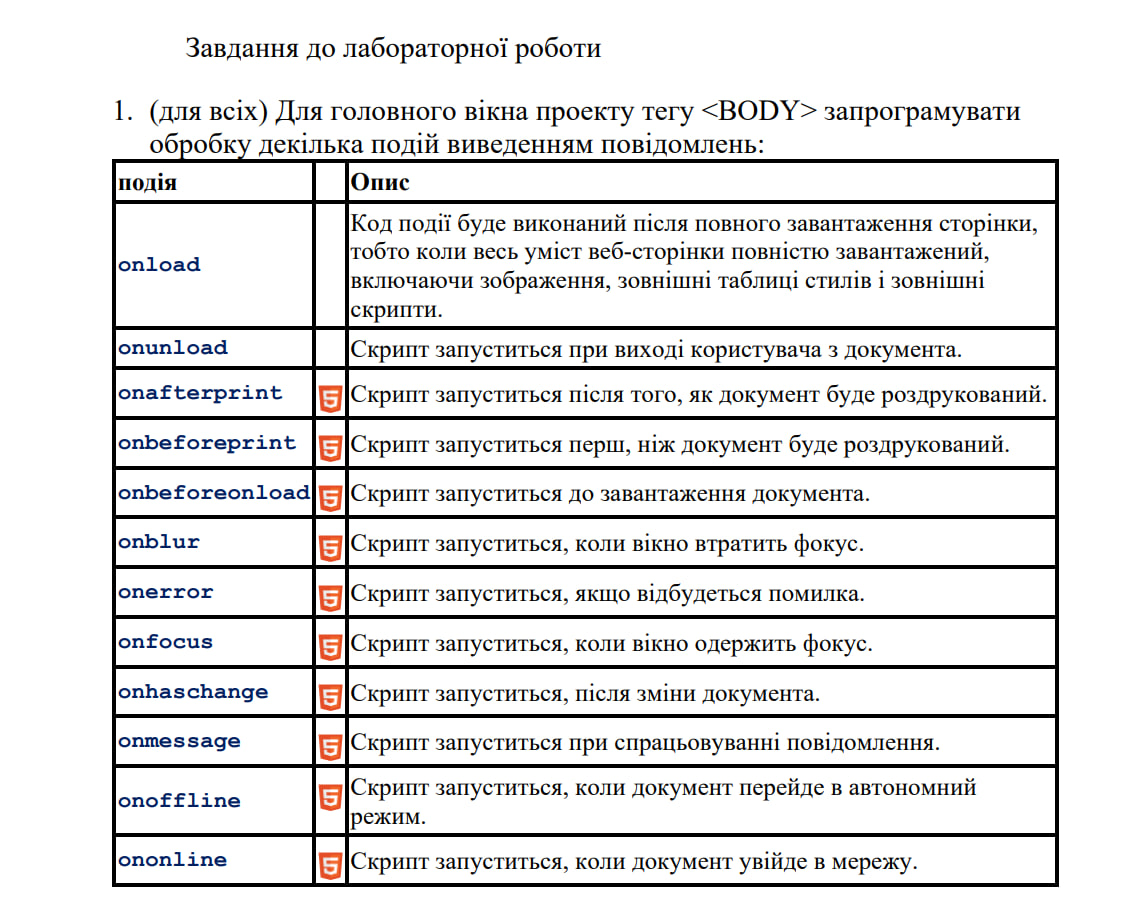 Завдання до лабораторної роботи
1. (для всіх) Для головного вікна проекту тегу <BODY> запрограмувати
обробку декілька подій виведенням повідомлень:
подія Опис
onload Код події буде виконаний після повного завантаження сторінки,
тобто коли весь уміст веб-сторінки повністю завантажений,
включаючи зображення, зовнішні таблиці стилів і зовнішні
скрипти.
onunload Скрипт запуститься при виході користувача з документа.
onafterprint 5 Скрипт запуститься після того, як документ буде роздрукований.
onbeforeprint 5 Скрипт запуститься перш, ніж документ буде роздрукований.
onbeforeonload 5 Скрипт запуститься до завантаження документа.
onblur 5 Скрипт запуститься, коли вікно втратить фокус.
onerror 5 Скрипт запуститься, якщо відбудеться помилка.
onfocus 5 Скрипт запуститься, коли вікно одержить фокус.
onhaschange 5 Скрипт запуститься, після зміни документа.
onmessage 5 Скрипт запуститься при спрацьовуванні повідомлення.
onoffline 5 Скрипт запуститься, коли документ перейде в автономний
режим.
ononline 5 Скрипт запуститься, коли документ увійде в мережу.